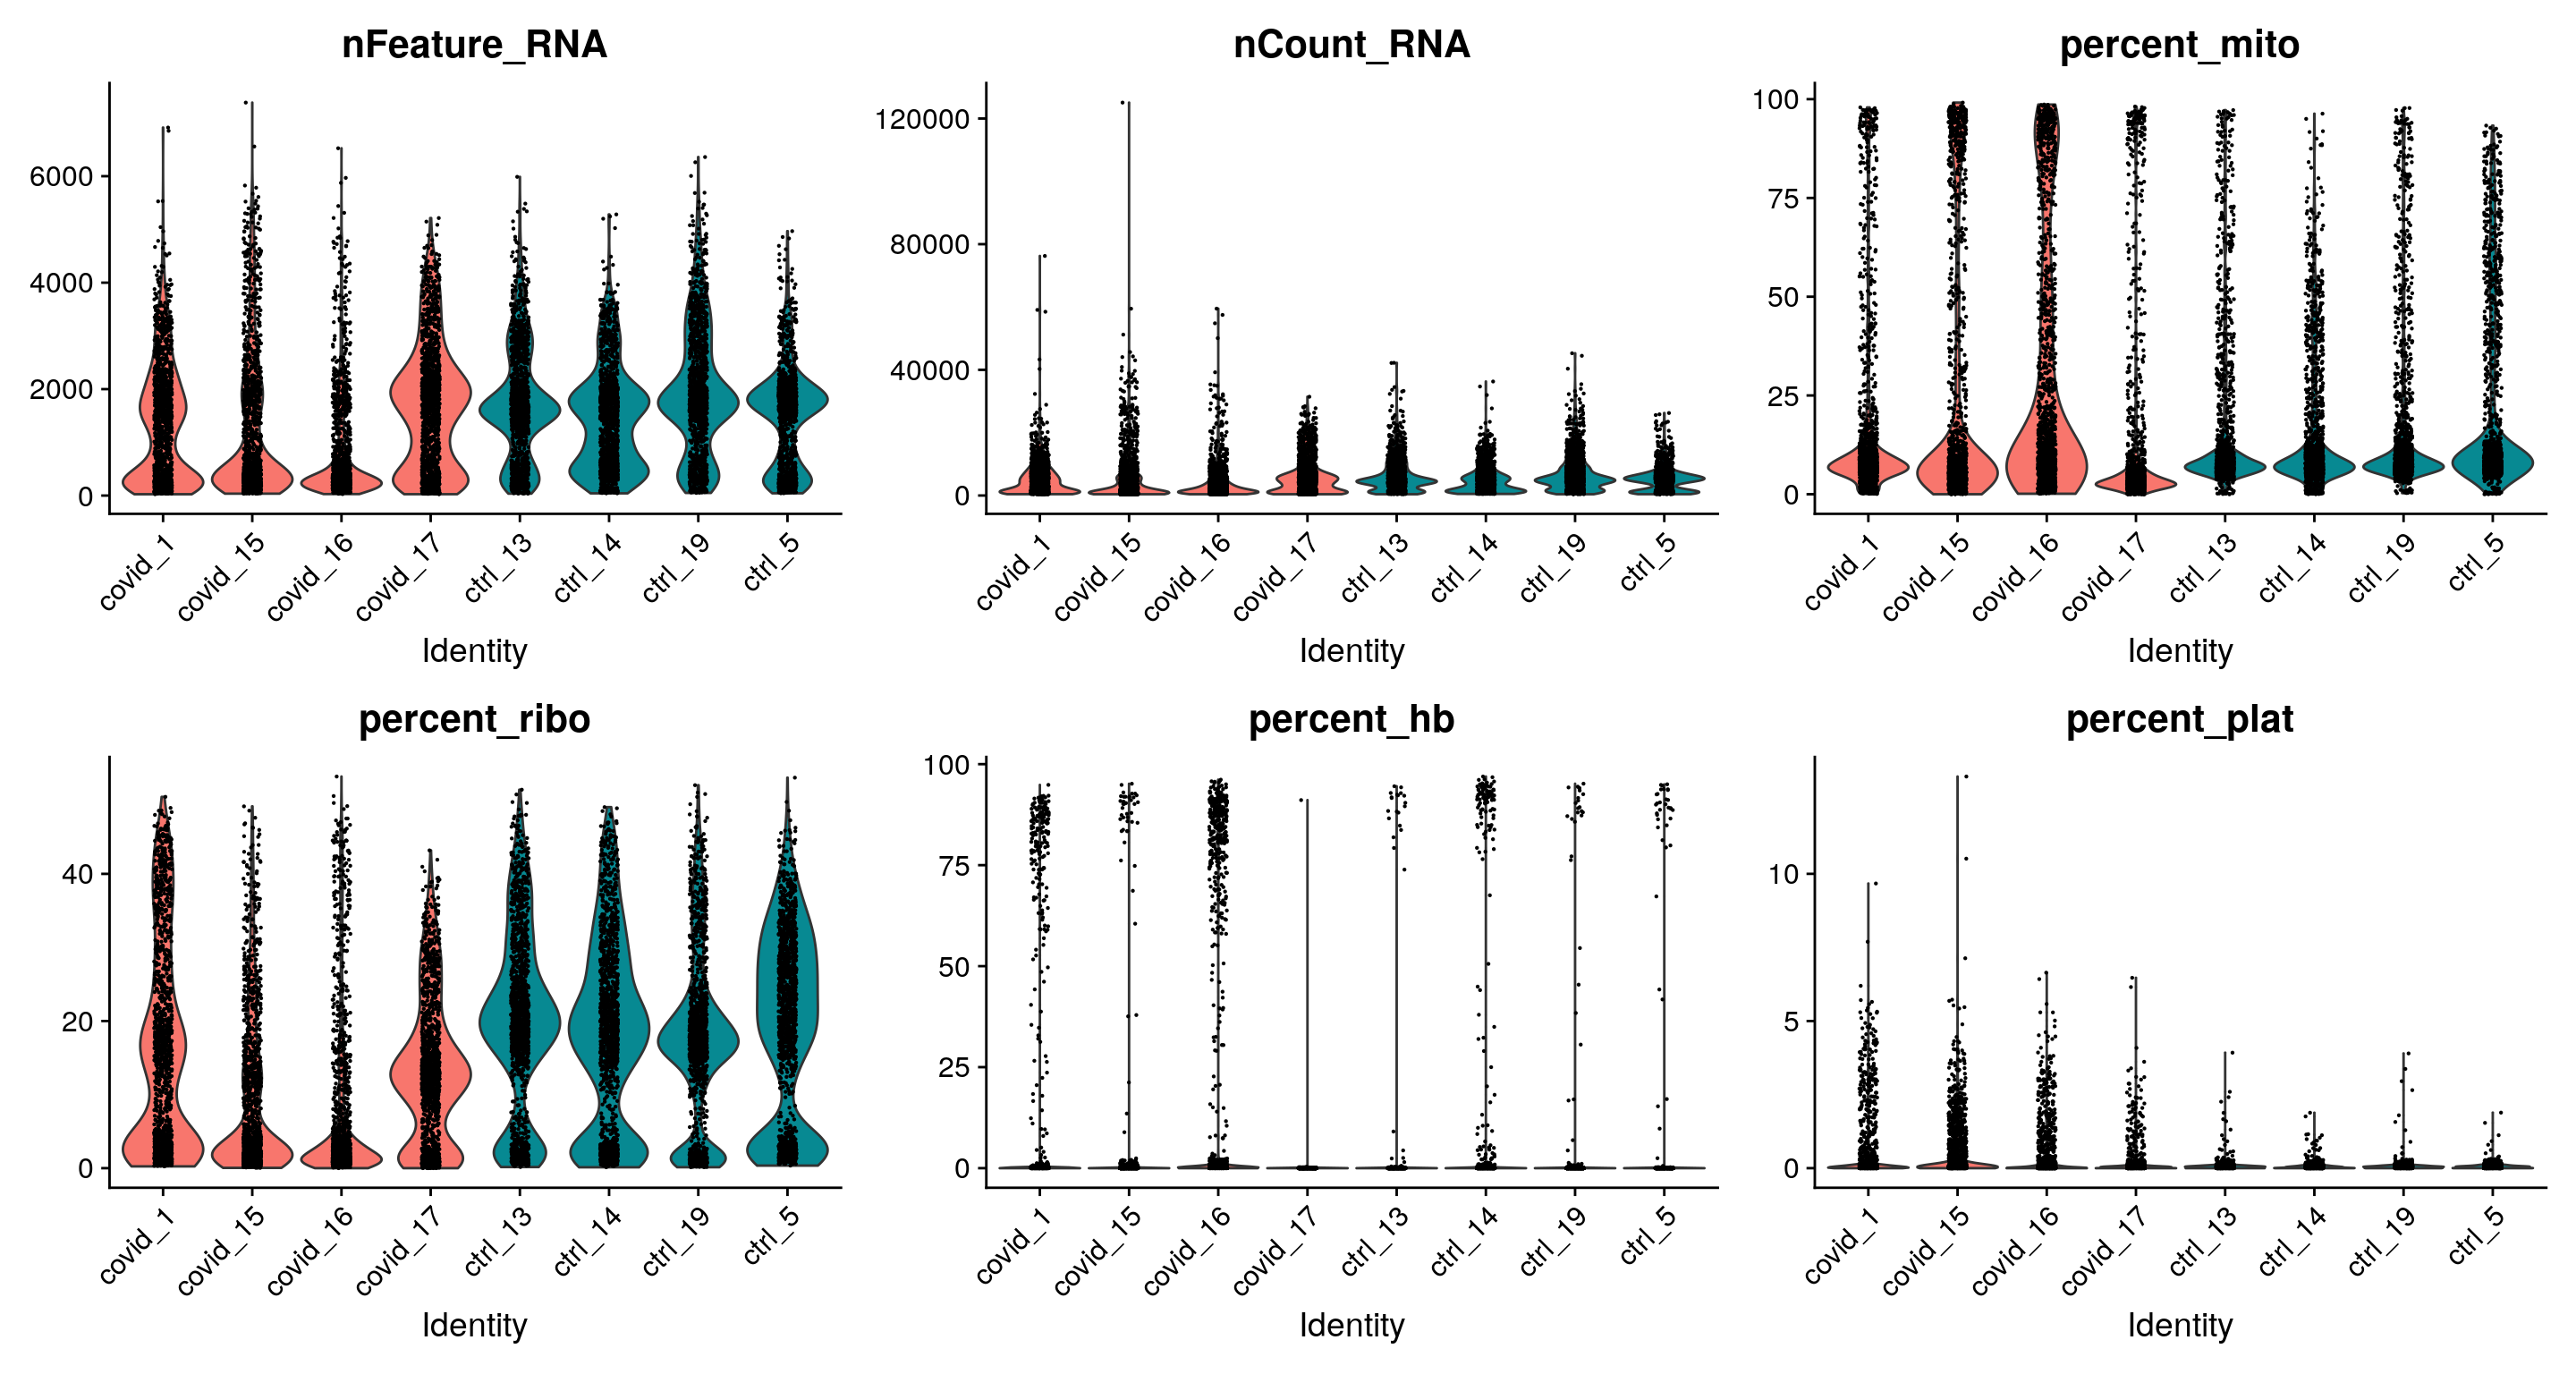 nFeature_RNA
6000
4000
2000
0
covid_1
covid_15
covid_16
covid_17
ctrl_13
ctrl_14
ctrl_19
ctrl_5
Identity
nCount_RNA
120000
80000
40000
0
covid_1
covid_15
covid_16
covid_17
ctrl_13
ctrl_14
ctrl_19
ctrl_5
Identity
percent_mito
100
75
50
25
0
covid_1
covid_15
covid_16
covid_17
ctrl_13
ctrl_14
ctrl_19
ctrl_5
Identity
percent_ribo
40
20
0
covid_1
covid_15
covid_16
covid_17
ctrl_13
ctrl_14
ctrl_19
ctrl_5
Identity
percent_hb
100
75
50
25
0
covid_1
covid_15
covid_16
covid_17
ctrl_13
ctrl_14
ctrl_19
ctrl_5
Identity
percent_plat
10
5
0
covid_1
covid_15
covid_16
covid_17
ctrl_13
ctrl_14
ctrl_19
ctrl_5
Identity